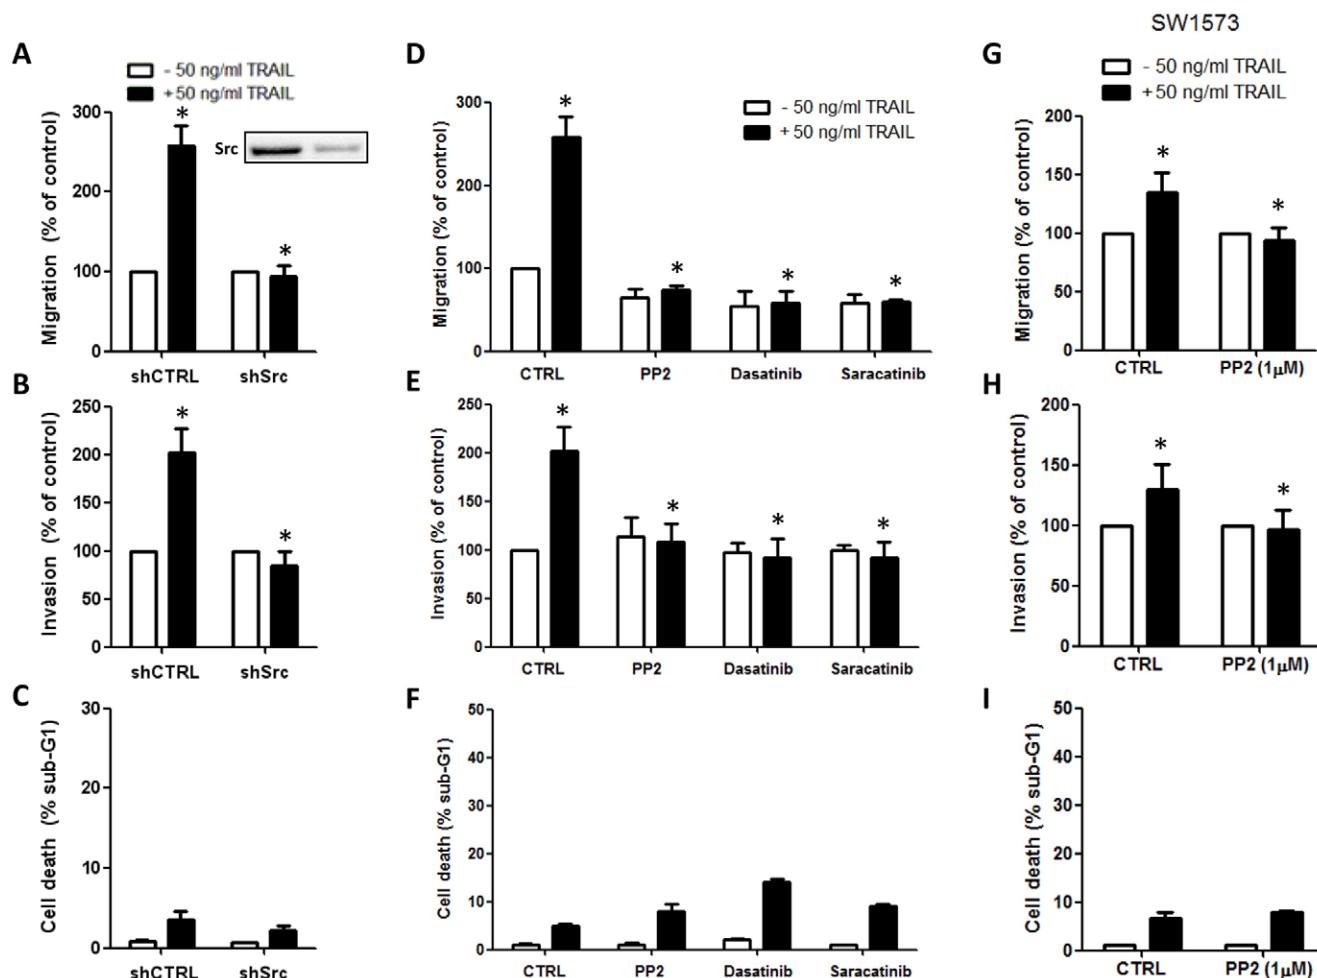 SW1573
A
- 50 ng/ml TRAIL
+ 50 ng/ml TRAIL
Migration (% of control)
300
200
100
0
*
*
Src
shCTRL
shSrc
D
- 50 ng/ml TRAIL
+ 50 ng/ml TRAIL
Migration (% of control)
300
200
100
0
*
*
*
*
CTRL
PP2
Dasatinib
Saracatinib
G
- 50 ng/ml TRAIL
+ 50 ng/ml TRAIL
Migration (% of control)
200
150
100
50
0
*
*
CTRL
PP2 (1μM)
B
Invasion (% of control)
250
200
150
100
50
0
*
*
shCTRL
shSrc
E
Invasion (% of control)
250
200
150
100
50
0
*
*
*
*
CTRL
PP2
Dasatinib
Saracatinib
H
Invasion (% of control)
200
150
100
50
0
*
*
CTRL
PP2 (1μM)
C
Cell death (% sub-G1)
30
20
10
0
shCTRL
shSrc
F
Cell death (% sub-G1)
50
40
30
20
10
0
CTRL
PP2
Dasatinib
Saracatinib
I
Cell death (% sub-G1)
50
40
30
20
10
0
CTRL
PP2 (1μM)